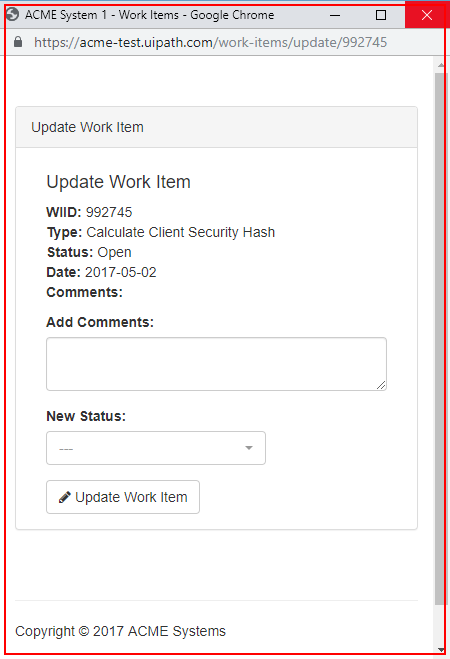 ACME System 1 - Work Items - Google Chrome
https://acme-test.uipath.com/work-items/update/992745
Update Work Item
Update Work Item
WIID: 992745
Type: Calculate Client Security Hash
Status: Open
Date: 2017-05-02
Comments:
Add Comments:
New Status:
---
Update Work Item
Copyright © 2017 ACME Systems